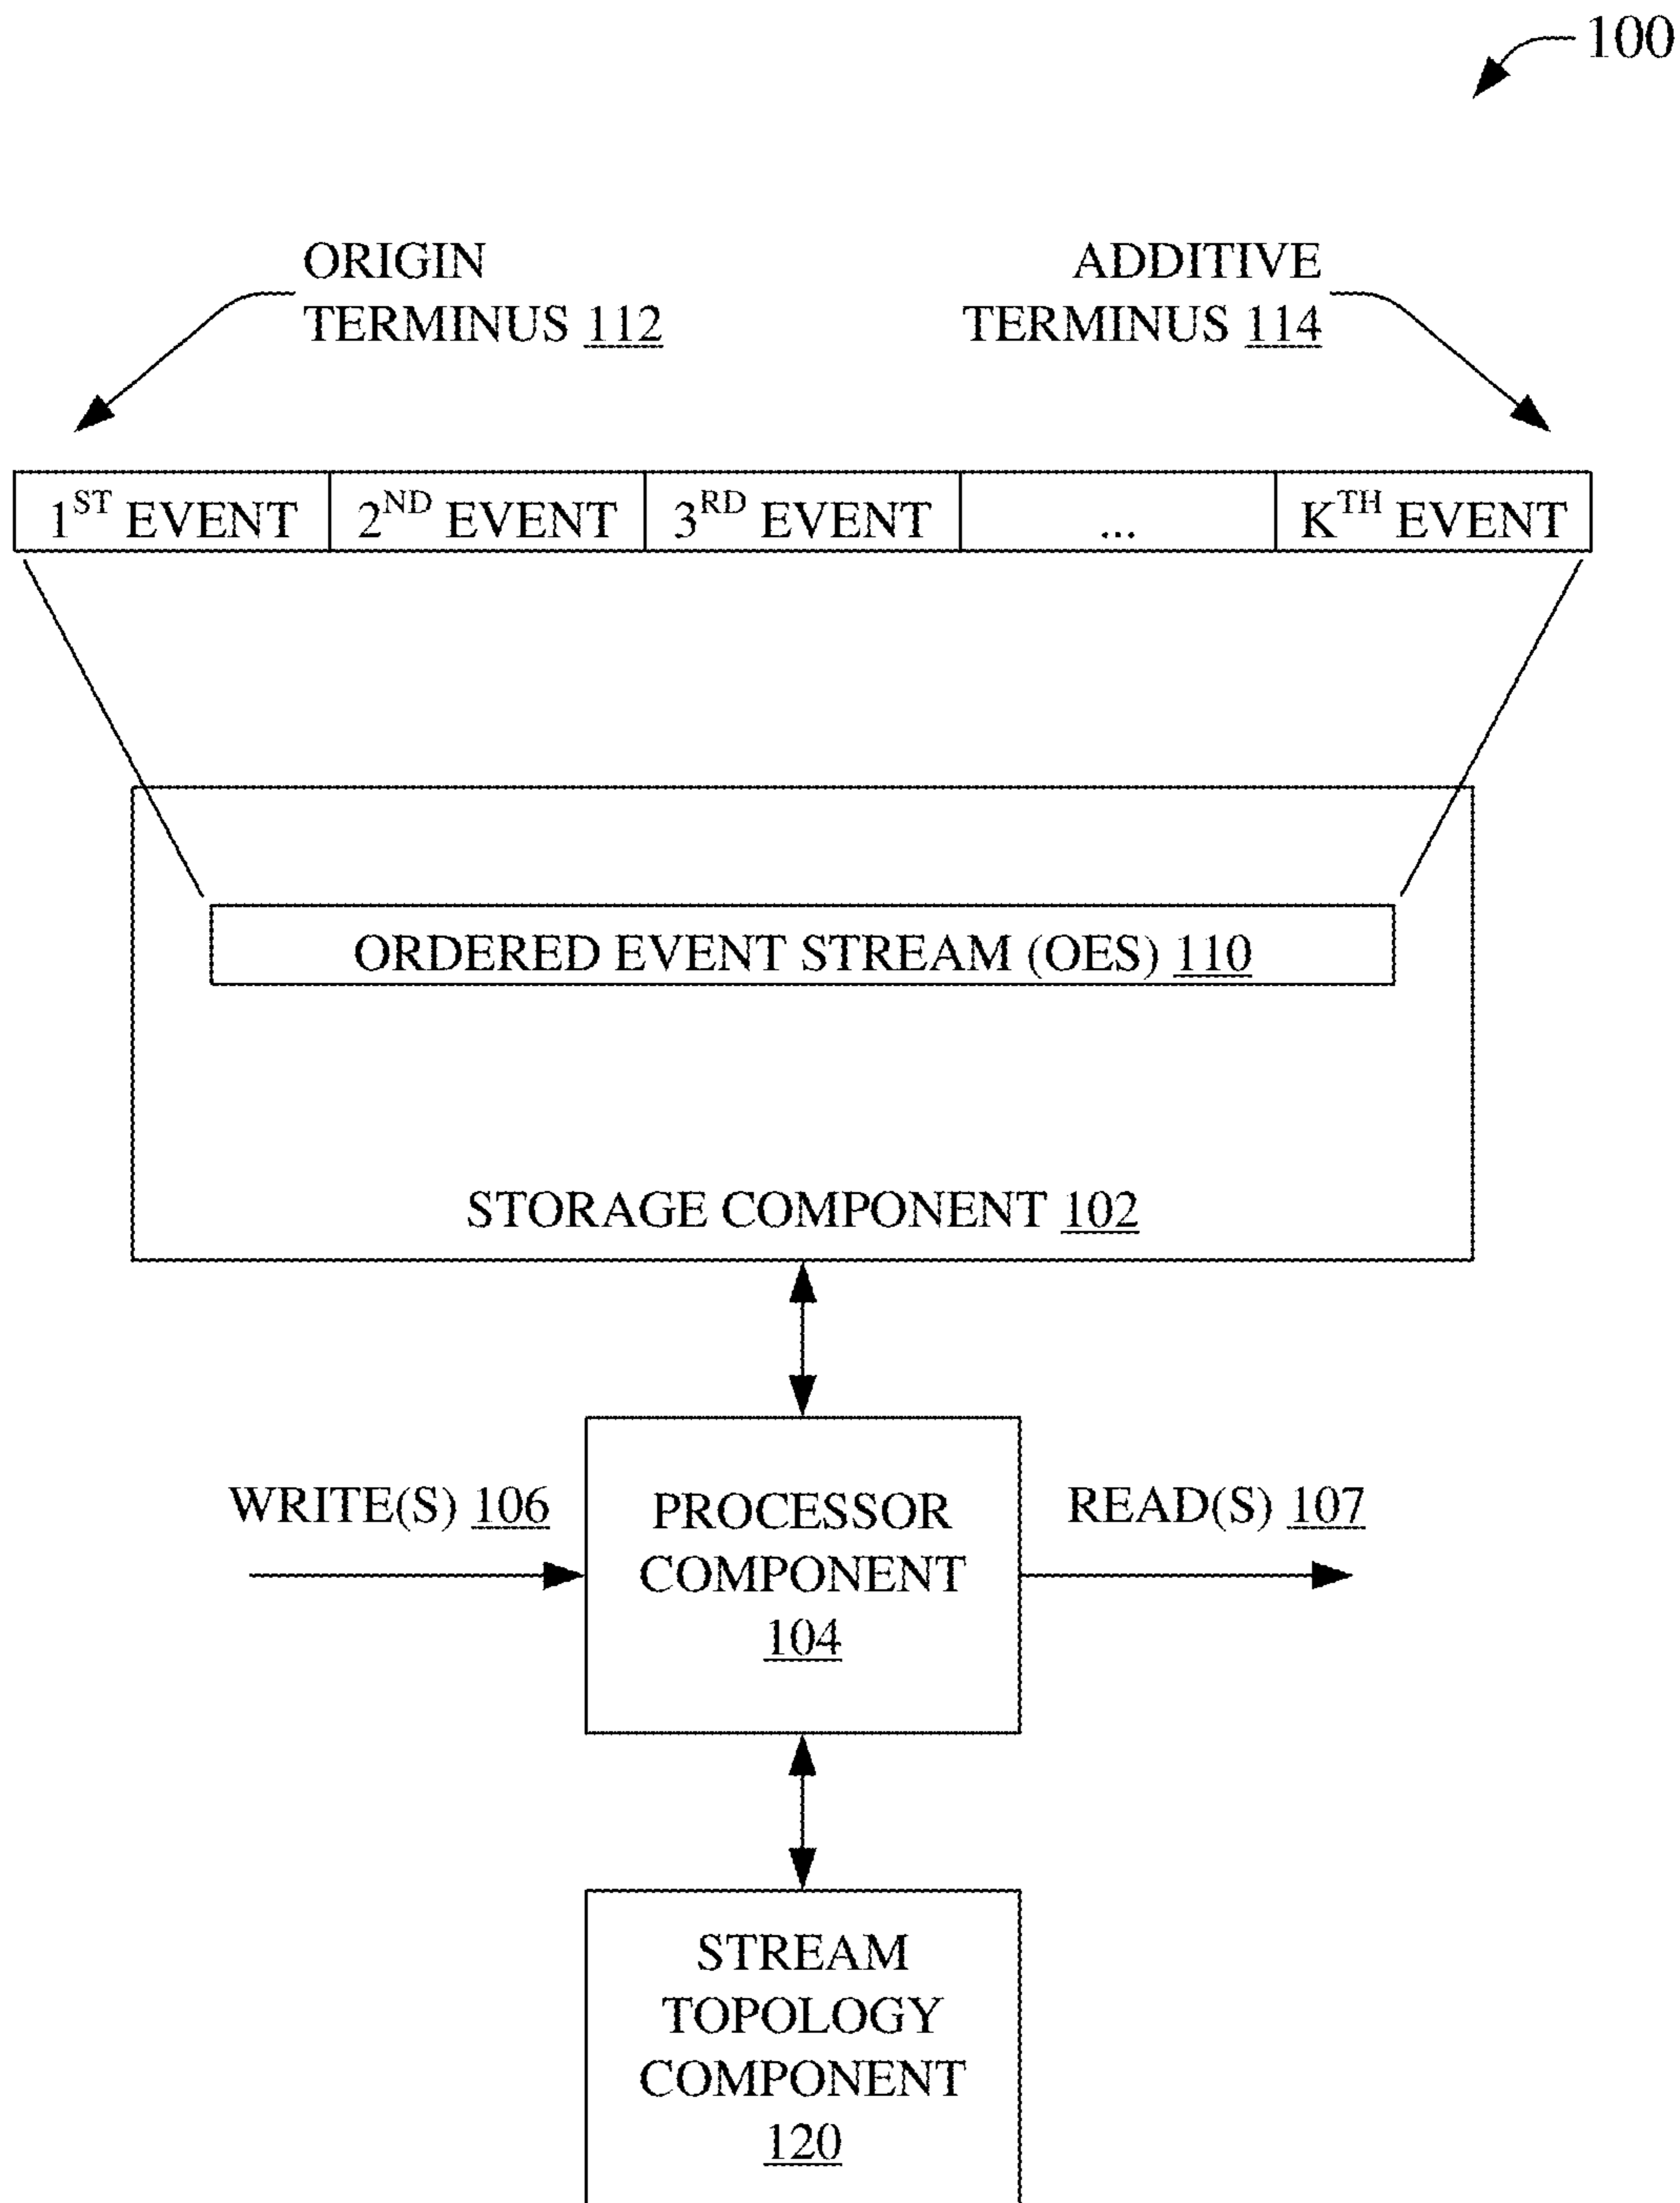 100
ORIGIN
TERMINUS 112
ADDITIVE
TERMINUS 114
1ST EVENT
2ND EVENT
3RD EVENT
...
KTH EVENT
ORDERED EVENT STREAM (OES) 110
STORAGE COMPONENT 102
WRITE(S) 106
PROCESSOR
COMPONENT
104
READ(S) 107
STREAM
TOPOLOGY
COMPONENT
120